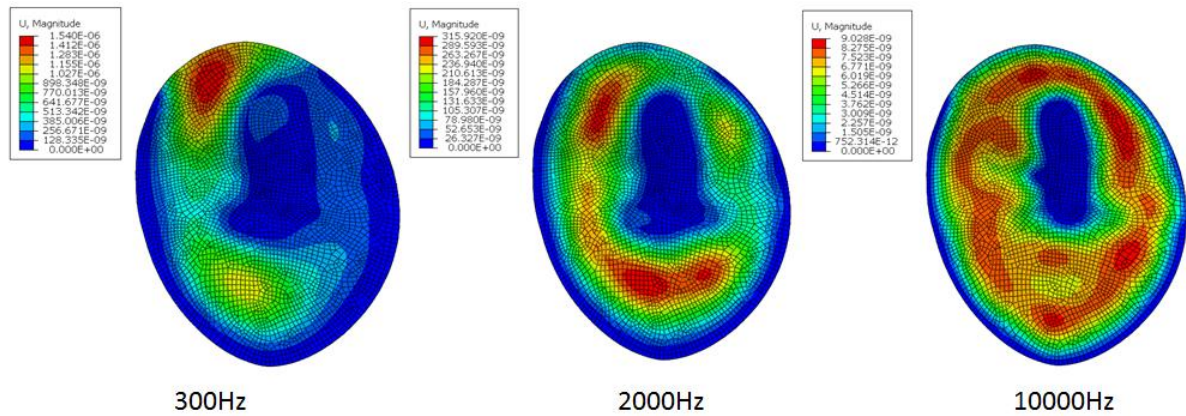 U, Magnitude
1.540E-06
1.412E-06
1.283E-06
1.155E-06
1.027E-06
898.348E-09
770.013E-09
641.677E-09
513.342E-09
385.006E-09
256.671E-09
128.335E-09
0.000E+00
U, Magnitude
315.920E-09
289.593E-09
263.267E-09
236.940E-09
210.613E-09
184.287E-09
157.960E-09
131.633E-09
105.307E-09
78.980E-09
52.653E-09
26.327E-09
0.000E+00
U, Magnitude
9.028E-09
8.275E-09
7.523E-09
6.771E-09
6.019E-09
5.266E-09
4.514E-09
3.762E-09
3.009E-09
2.257E-09
1.505E-09
752.314E-12
0.000E+00
300Hz
2000Hz
10000Hz